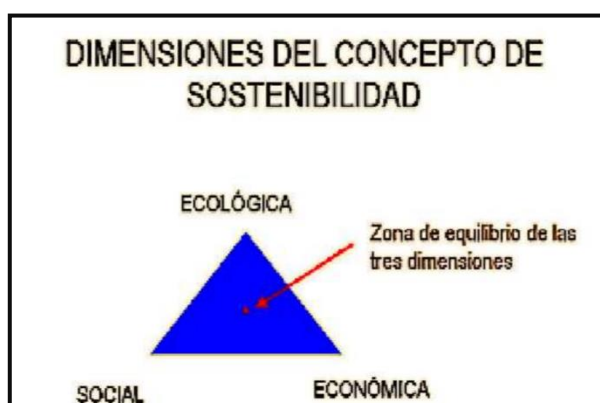 DIMENSIONES DEL CONCEPTO DE
SOSTENIBILIDAD
ECOLÓGICA
Zona de equilibrio de las
tres dimensiones
SOCIAL
ECONÓMICA